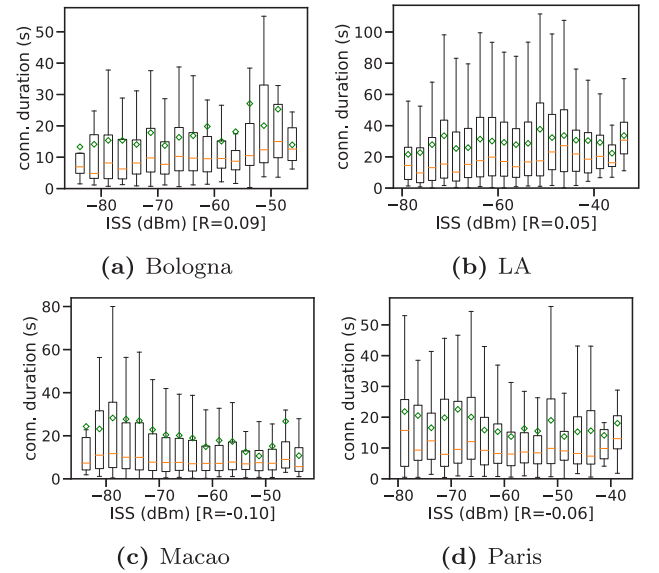 conn. duration (s)
60
50
40
30
20
10
0
−80 −70 −60 −50
ISS (dBm) [R=0.09]
(a) Bologna
conn. duration (s)
100
80
60
40
20
0
−80 −60 −40
ISS (dBm) [R=0.05]
(b) LA
conn. duration (s)
80
60
40
20
0
−80 −70 −60 −50
ISS (dBm) [R=-0.10]
(c) Macao
conn. duration (s)
50
40
30
20
10
0
−80 −70 −60 −50 −40
ISS (dBm) [R=-0.06]
(d) Paris